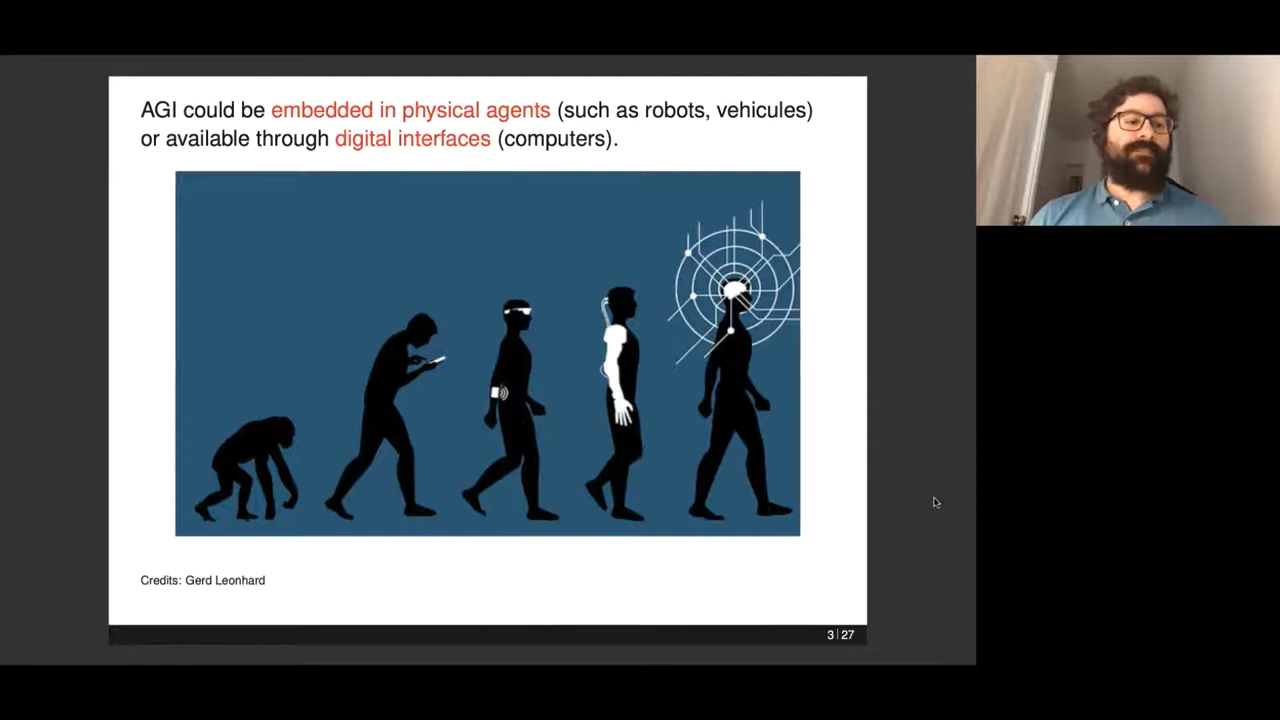 AGI could be embedded in physical agents (such as robots, vehicules)
or available through digital interfaces (computers).
Credits: Gerd Leonhard
3 | 27